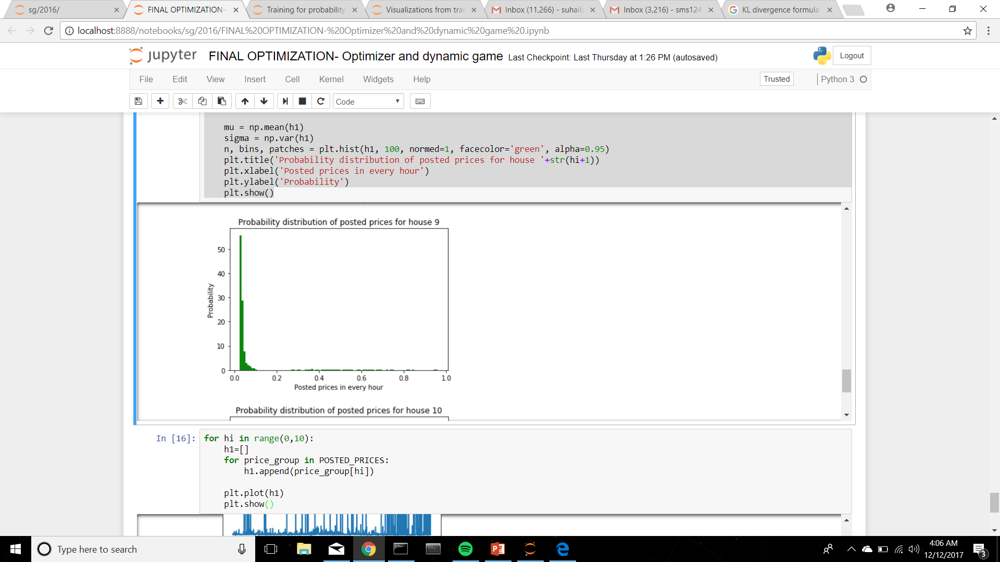 sg/2016/
FINAL OPTIMIZATION-
Training for probability
Visualizations from trai
Inbox (11,266) - suhaila
Inbox (3,216) - sms124
KL divergence formula
localhost:8888/notebooks/sg/2016/FINAL%20OPTIMIZATION-%20Optimizer%20and%20dynamic%20game%20.ipynb
jupyter FINAL OPTIMIZATION- Optimizer and dynamic game Last Checkpoint: Last Thursday at 1:26 PM (autosaved)
Logout
File Edit View Insert Cell Kernel Widgets Help
Trusted
Python 3
Code
mu = np.mean(h1)
sigma = np.var(h1)
n, bins, patches = plt.hist(h1, 100, normed=1, facecolor='green', alpha=0.95)
plt.title('Probability distribution of posted prices for house '+str(hi+1))
plt.xlabel('Posted prices in every hour')
plt.ylabel('Probability')
plt.show()
Probability distribution of posted prices for house 9
50
40
30
20
10
0
Probability
0.0 0.2 0.4 0.6 0.8 1.0
Posted prices in every hour
Probability distribution of posted prices for house 10
In [16]:
for hi in range(0,10):
h1=[]
for price_group in POSTED_PRICES:
h1.append(price_group[hi])
plt.plot(h1)
plt.show()
Type here to search
4:06 AM
12/12/2017
3